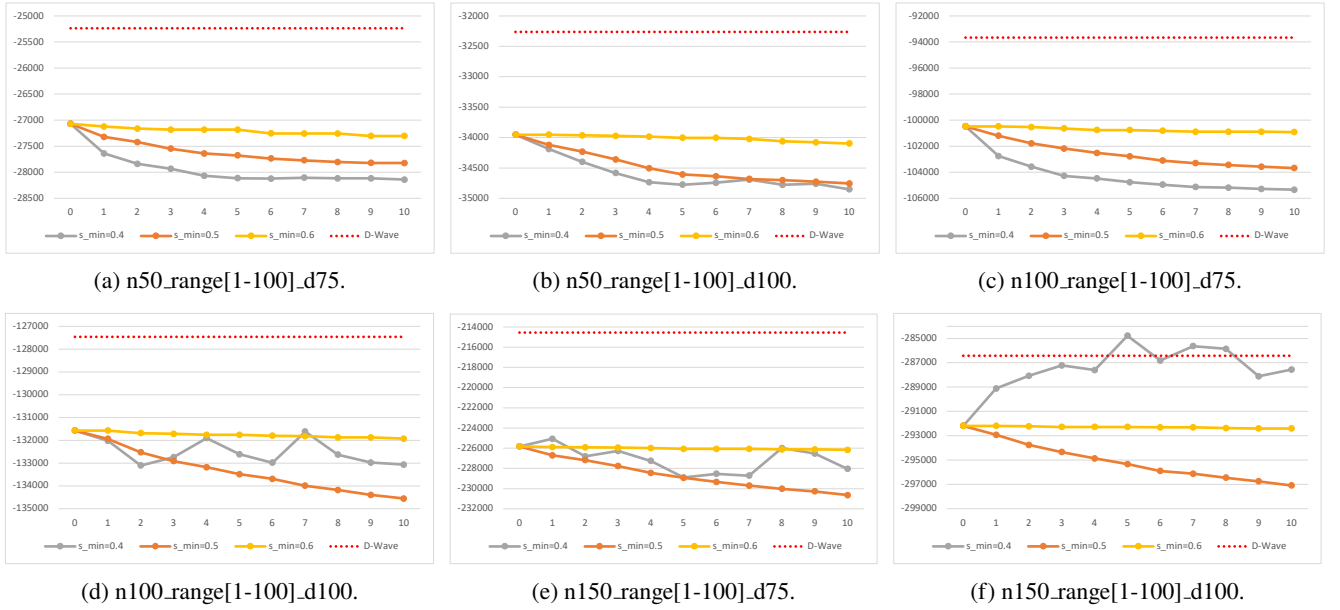 -25000
-25500
-26000
-26500
-27000
-27500
-28000
-28500
0 1 2 3 4 5 6 7 8 9 10
s_min=0.4 s_min=0.5 s_min=0.6 D-Wave
(a) n50_range[1-100]_d75.
-32000
-32500
-33000
-33500
-34000
-34500
-35000
0 1 2 3 4 5 6 7 8 9 10
s_min=0.4 s_min=0.5 s_min=0.6 D-Wave
(b) n50_range[1-100]_d100.
-92000
-94000
-96000
-98000
-100000
-102000
-104000
-106000
0 1 2 3 4 5 6 7 8 9 10
s_min=0.4 s_min=0.5 s_min=0.6 D-Wave
(c) n100_range[1-100]_d75.
-127000
-128000
-129000
-130000
-131000
-132000
-133000
-134000
-135000
0 1 2 3 4 5 6 7 8 9 10
s_min=0.4 s_min=0.5 s_min=0.6 D-Wave
(d) n100_range[1-100]_d100.
-214000
-216000
-218000
-220000
-222000
-224000
-226000
-228000
-230000
-232000
0 1 2 3 4 5 6 7 8 9 10
s_min=0.4 s_min=0.5 s_min=0.6 D-Wave
(e) n150_range[1-100]_d75.
-285000
-287000
-289000
-291000
-293000
-295000
-297000
-299000
0 1 2 3 4 5 6 7 8 9 10
s_min=0.4 s_min=0.5 s_min=0.6 D-Wave
(f) n150_range[1-100]_d100.